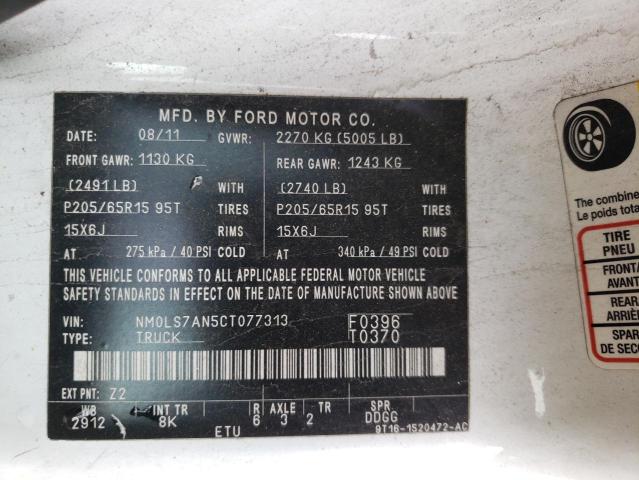 MFD. BY FORD MOTOR CO.
DATE: 08/11 GVWR: 2270 KG (5005 LB)
FRONT GAWR: 1130 KG REAR GAWR: 1243 KG
(2491 LB) WITH (2740 LB) WITH
P205/65R15 95T TIRES P205/65R15 95T TIRES
15X6J RIMS 15X6J RIMS
AT 275 kPa / 40 PSI COLD AT 340 kPa / 49 PSI COLD
THIS VEHICLE CONFORMS TO ALL APPLICABLE FEDERAL MOTOR VEHICLE
SAFETY STANDARDS IN EFFECT ON THE DATE OF MANUFACTURE SHOWN ABOVE
VIN: NM0LS7AN5CT077313 F0396
TYPE: TRUCK T0370
EXT PNT: Z2
WB INT TR R AXLE TR SPR
2912 8K 6 3 2 DDGG
ETU 9T16-1520472-AC
The combine
Le poids total
TIRE
PNEU
FRONT/
AVANT
REAR
ARRIÈR
SPAR
DE SECO